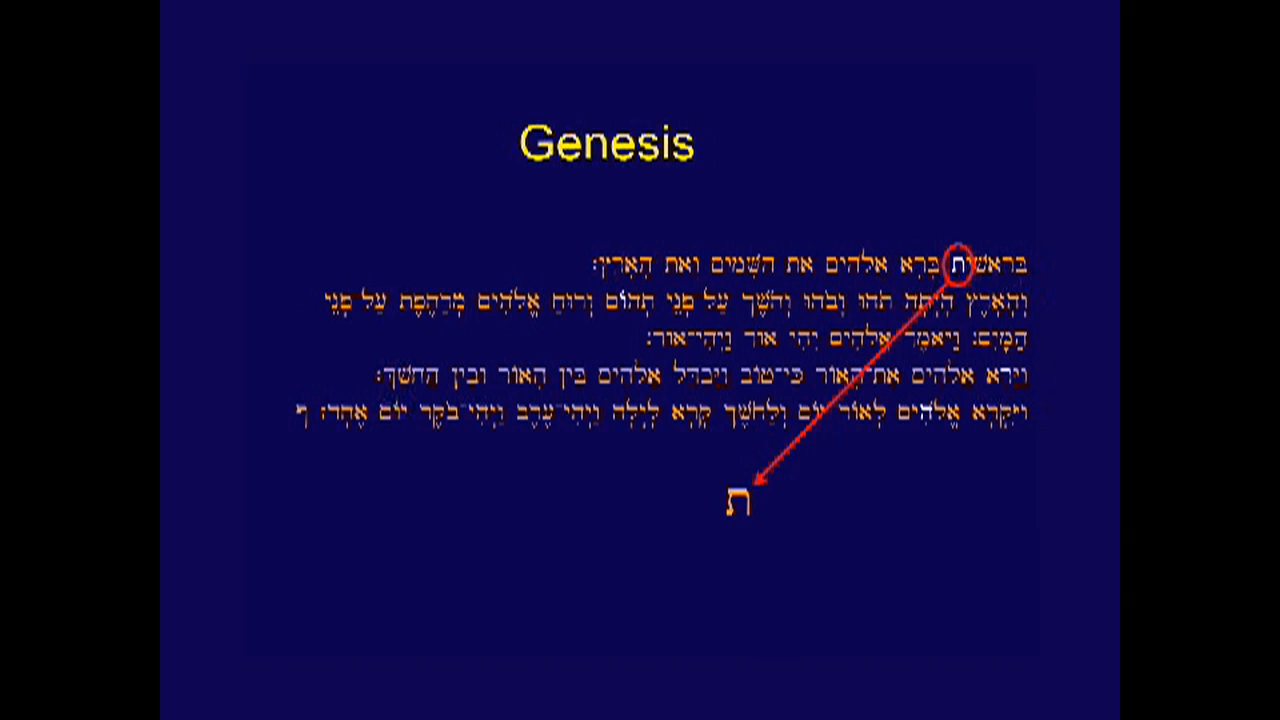 Genesis
בראשית ברא אלהים את השמים ואת הארץ׃
והארץ היתה תהו ובהו וחשך על פני תהום ורוח אלהים מרחפת על פני
המים׃ ויאמר אלהים יהי אור ויהי־אור׃
וירא אלהים את־האור כי־טוב ויבדל אלהים בין האור ובין החשך׃
ויקרא אלהים לאור יום ולחשך קרא לילה ויהי־ערב ויהי־בקר יום אחד׃ ף
ת